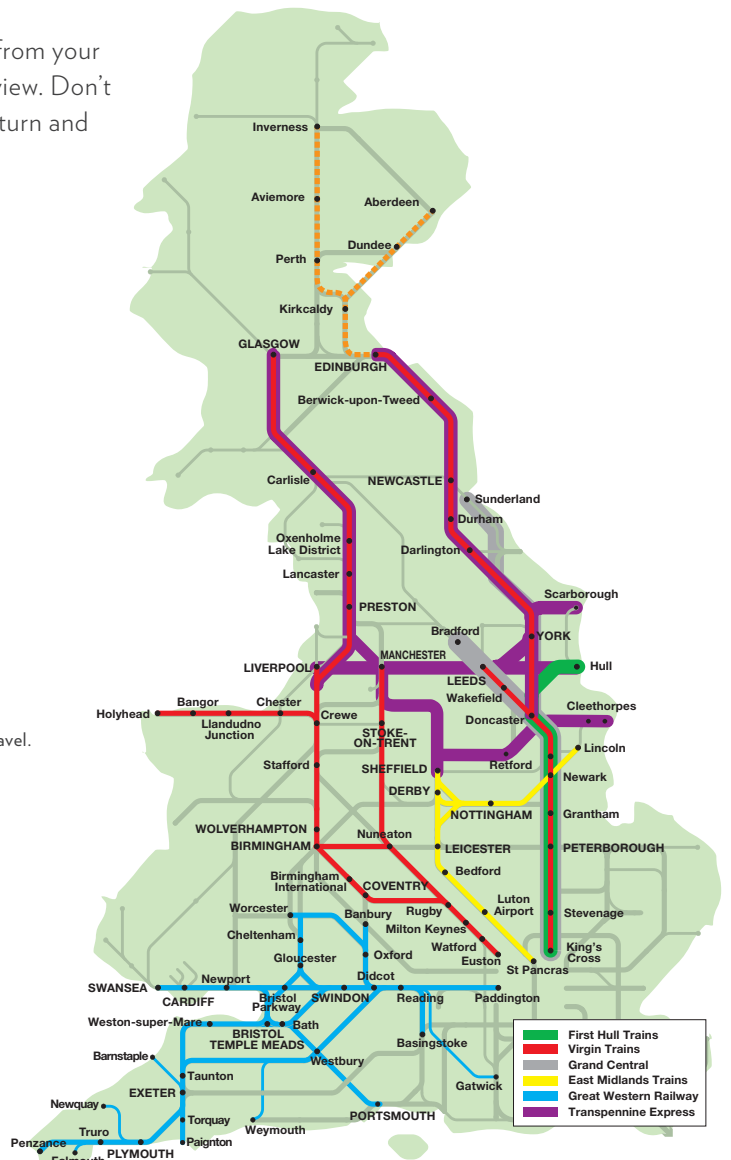 from your
view. Don't
turn and
Inverness
Aviemore
Aberdeen
Dundee
Perth
Kirkcaldy
GLASGOW
EDINBURGH
Berwick-upon-Tweed
Carlisle
NEWCASTLE
Sunderland
Durham
Oxenholme
Lake District
Darlington
Lancaster
Scarborough
PRESTON
Bradford
YORK
MANCHESTER
LIVERPOOL
Hull
LEEDS
Wakefield
Holyhead
Bangor
Chester
Llandudno
Junction
Crewe
Doncaster
Cleethorpes
avel.
STOKE-
ON-TRENT
Lincoln
Stafford
SHEFFIELD
Retford
Newark
DERBY
NOTTINGHAM
Grantham
WOLVERHAMPTON
BIRMINGHAM
Nuneaton
LEICESTER
PETERBOROUGH
Birmingham
International
COVENTRY
Bedford
Worcester
Banbury
Rugby
Luton
Airport
Stevenage
Cheltenham
Milton Keynes
Gloucester
Oxford
Watford
Euston
King's
Cross
St Pancras
SWANSEA
CARDIFF
Newport
Bristol
Parkway
SWINDON
Didcot
Reading
Paddington
Weston-super-Mare
BRISTOL
TEMPLE MEADS
Bath
Basingstoke
Barnstaple
Westbury
Taunton
EXETER
Gatwick
Newquay
Torquay
Weymouth
PORTSMOUTH
Truro
Paignton
Penzance
PLYMOUTH
Falmouth
First Hull Trains
Virgin Trains
Grand Central
East Midlands Trains
Great Western Railway
Transpennine Express